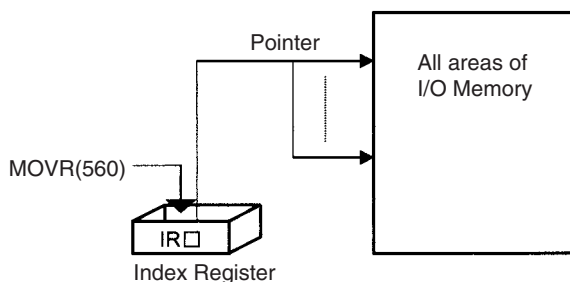 Pointer
All areas of
I/O Memory
MOVR(560)
IR□
Index Register